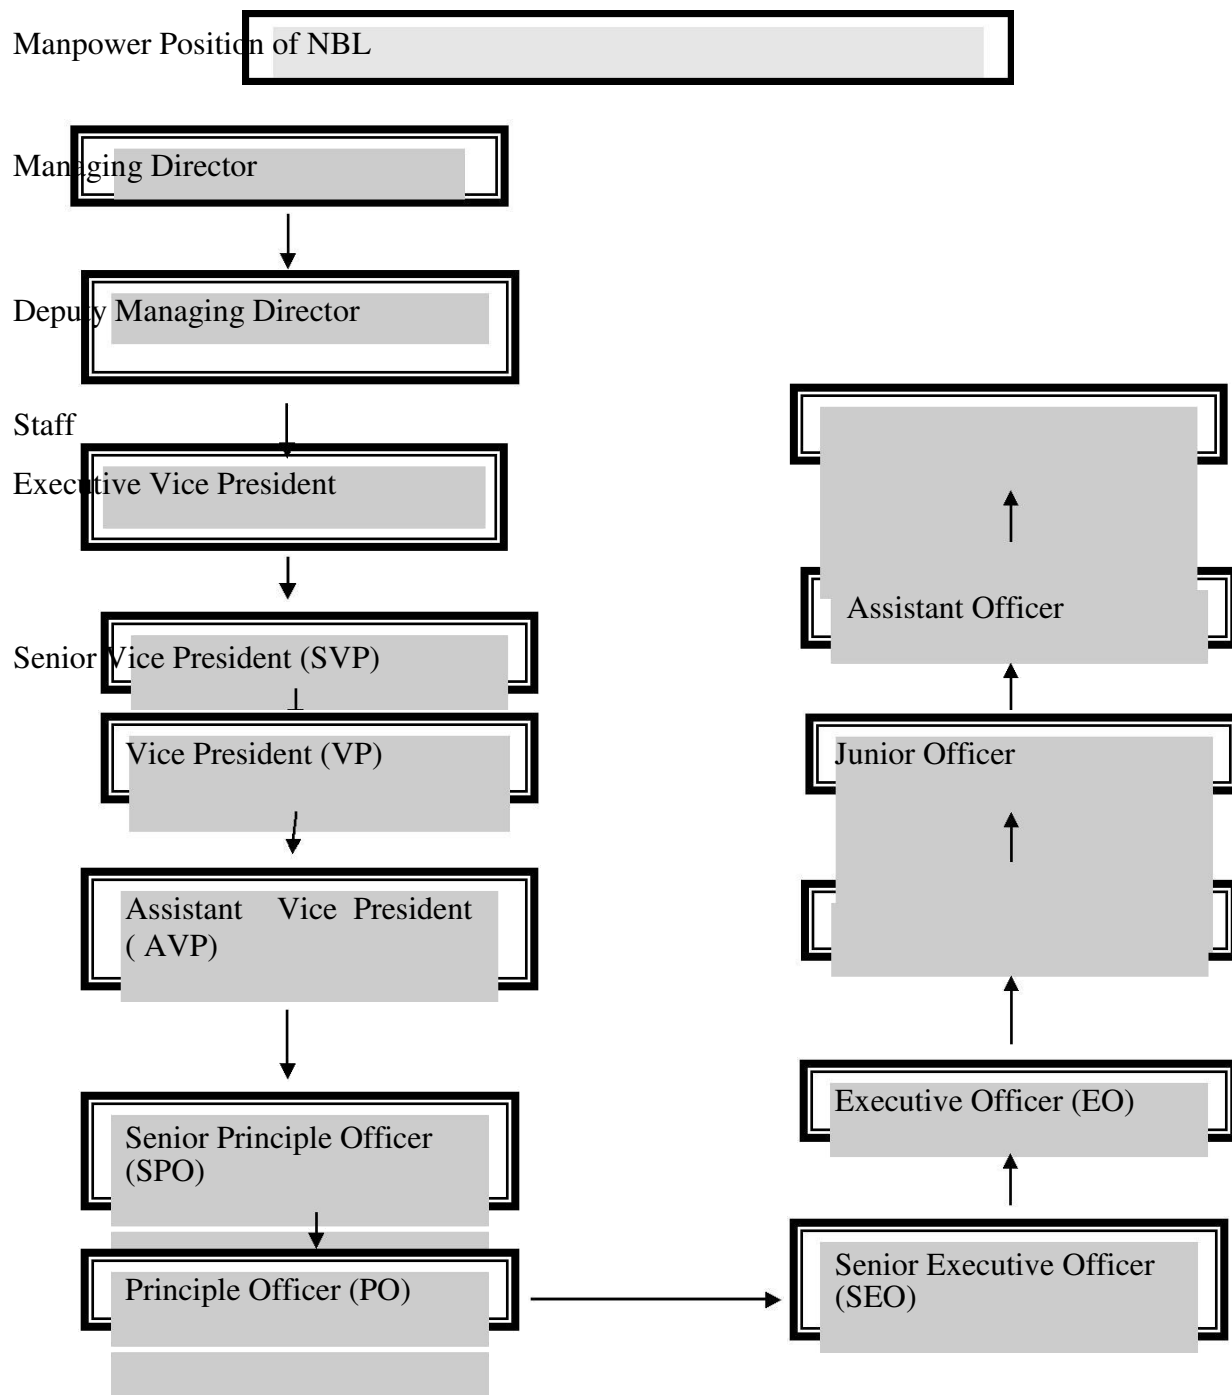 Manpower Position of NBL
Managing Director
Deputy Managing Director
Staff
Executive Vice President
Senior Vice President (SVP)
Vice President (VP)
Assistant Vice President
( AVP)
Senior Principle Officer
(SPO)
Principle Officer (PO)
Assistant Officer
Junior Officer
Executive Officer (EO)
Senior Executive Officer
(SEO)